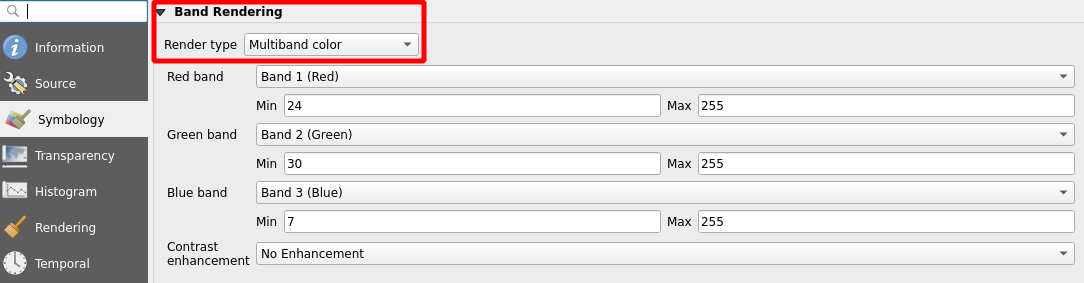 Information
Source
Symbology
Transparency
Histogram
Rendering
Temporal
Band Rendering
Render type Multiband color
Red band Band 1 (Red)
Min 24 Max 255
Green band Band 2 (Green)
Min 30 Max 255
Blue band Band 3 (Blue)
Min 7 Max 255
Contrast
enhancement No Enhancement